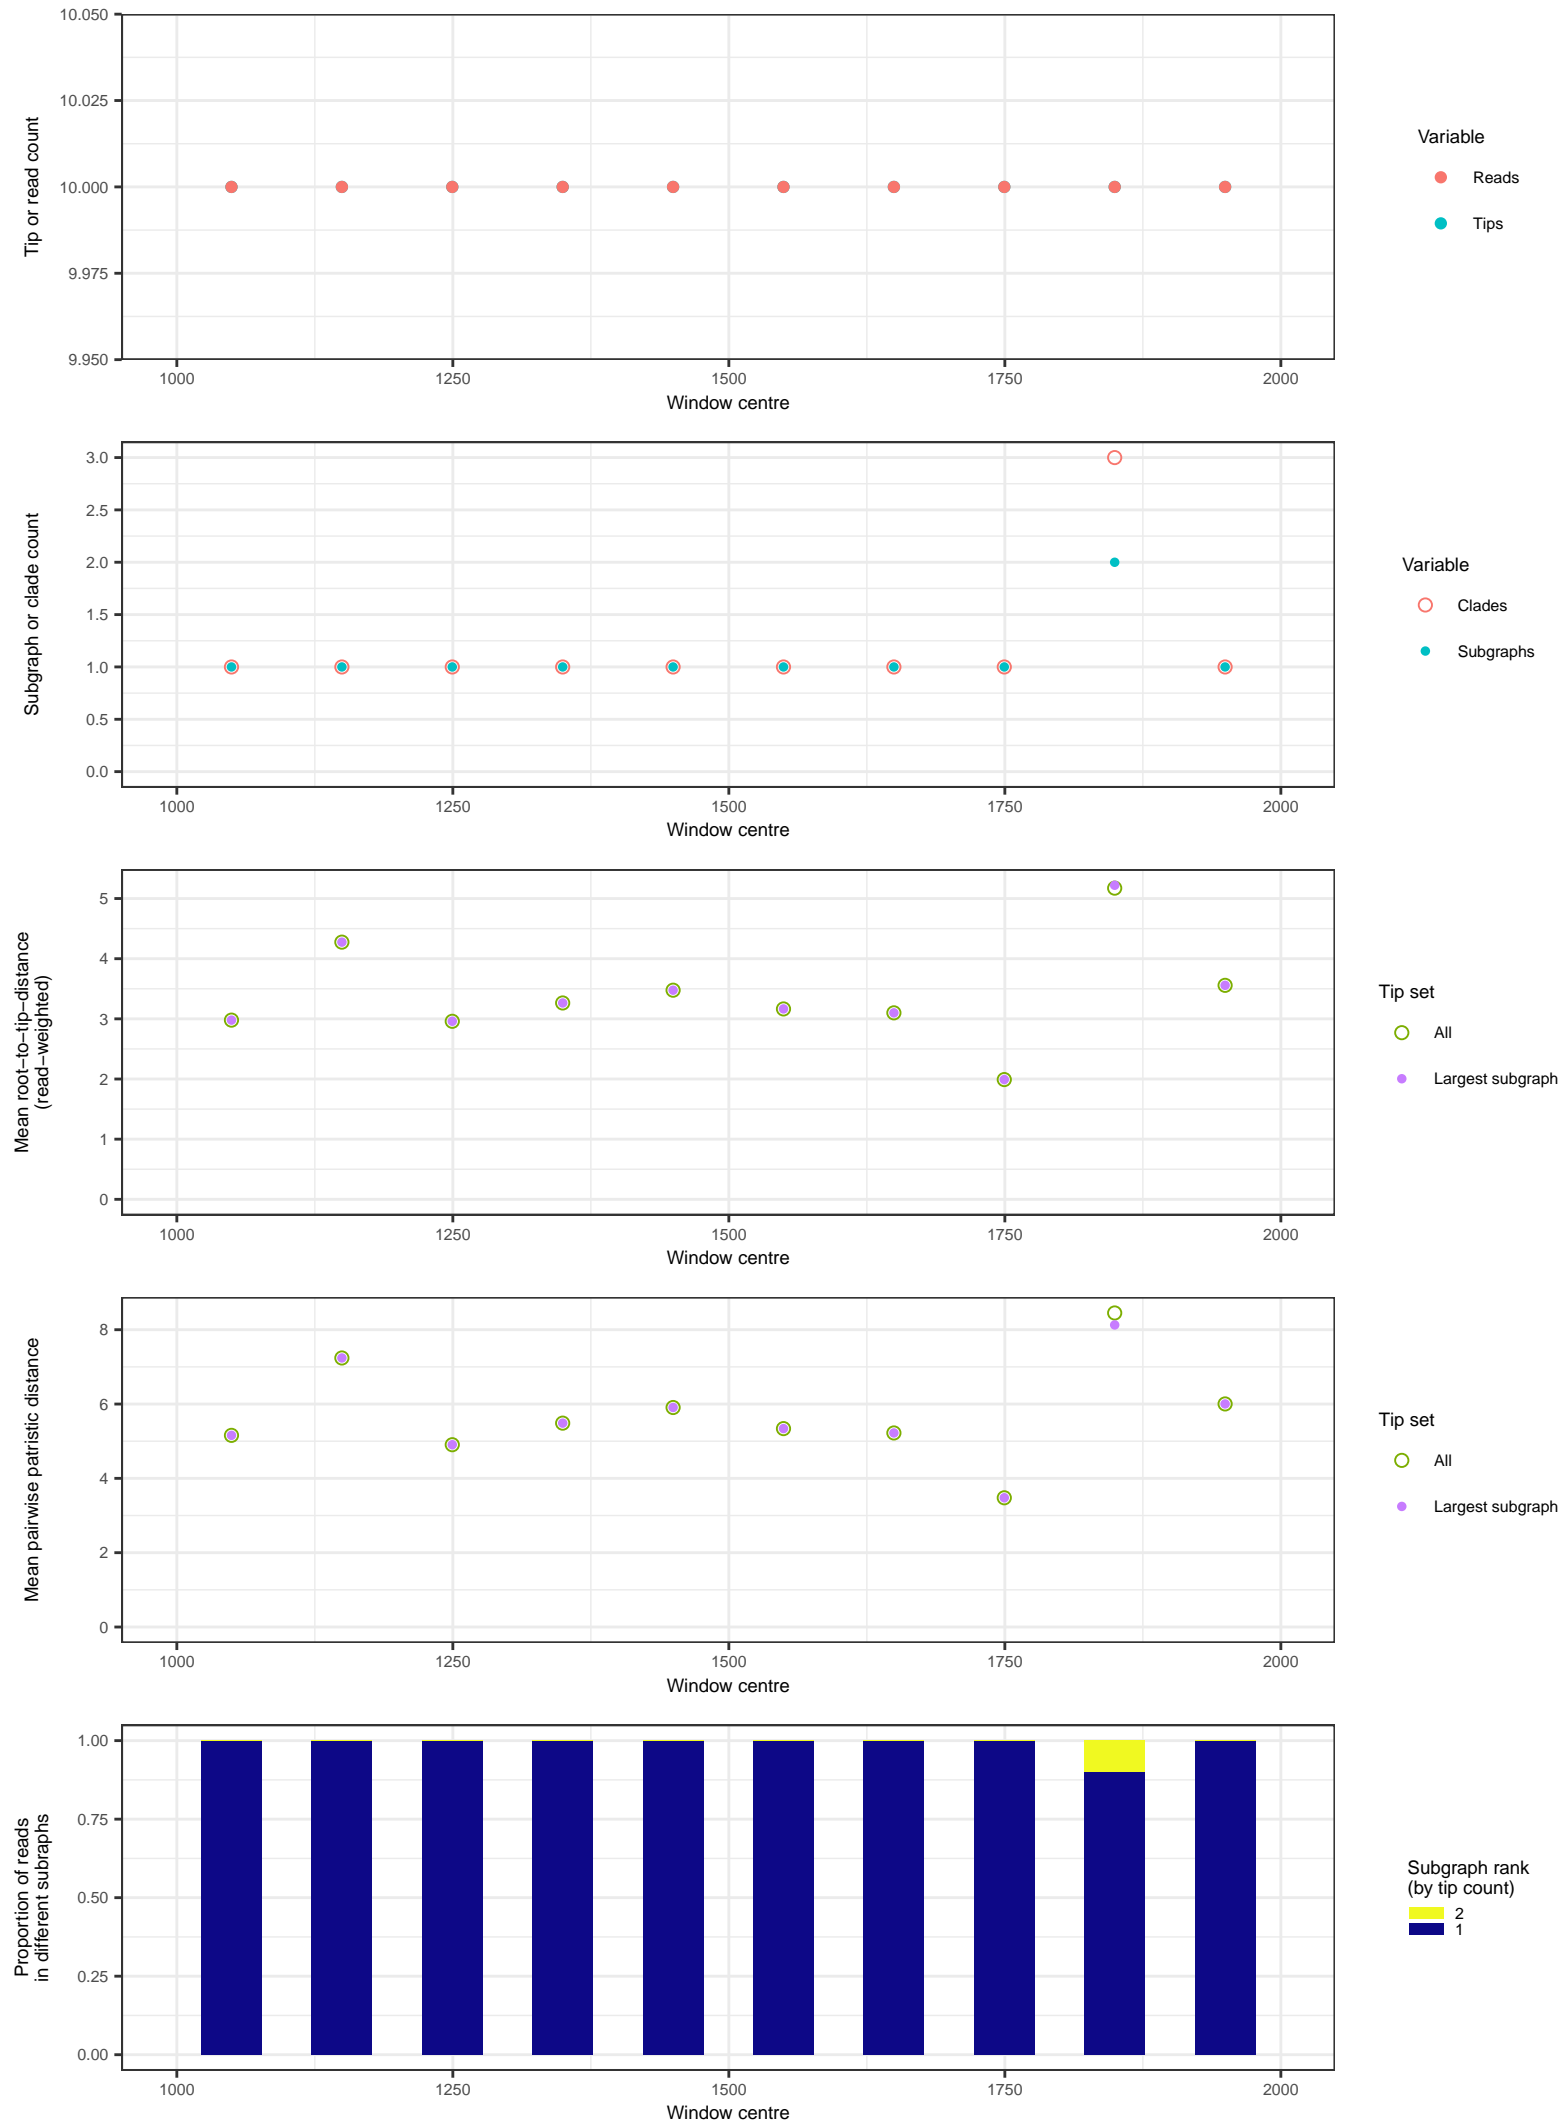 10.050
10.025
10.000
9.975
9.950
Tip or read count
1000 1250 1500 1750 2000
Window centre
Variable
Reads
Tips
3.0
2.5
2.0
1.5
1.0
0.5
0.0
Subgraph or clade count
1000 1250 1500 1750 2000
Window centre
Variable
Clades
Subgraphs
5
4
3
2
1
0
Mean root−to−tip−distance
(read−weighted)
1000 1250 1500 1750 2000
Window centre
Tip set
All
Largest subgraph
8
6
4
2
0
Mean pairwise patristic distance
1000 1250 1500 1750 2000
Window centre
Tip set
All
Largest subgraph
1.00
0.75
0.50
0.25
0.00
Proportion of reads
in different subraphs
1000 1250 1500 1750 2000
Window centre
Subgraph rank
(by tip count)
2
1